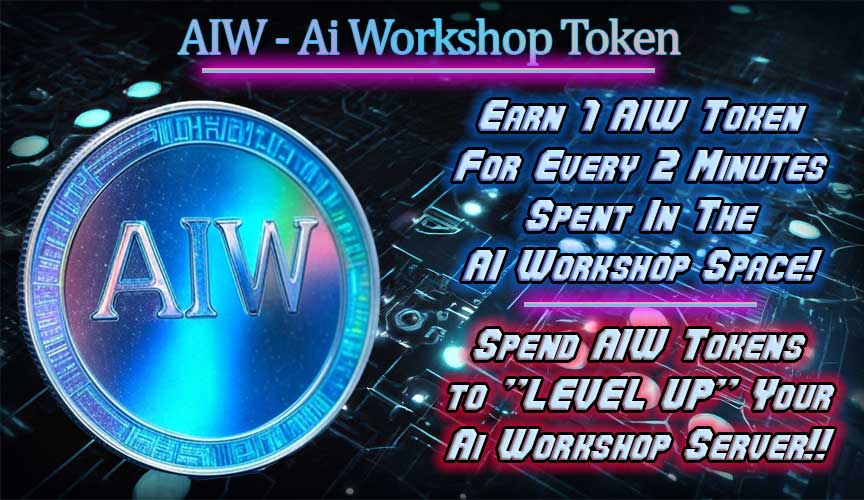 AIW - Ai Workshop Token
AIW
Earn 1 AIW Token
For Every 2 Minutes
Spent In The
AI Workshop Space!
Spend AIW Tokens
to "LEVEL UP" Your
Ai Workshop Server!!